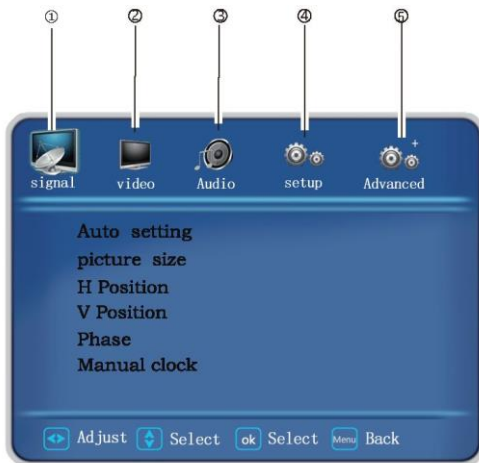 ① ② ③ ④ ⑤
signal video Audio setup Advanced
Auto setting
picture size
H Position
V Position
Phase
Manual clock
Adjust Select ok Select Menu Back